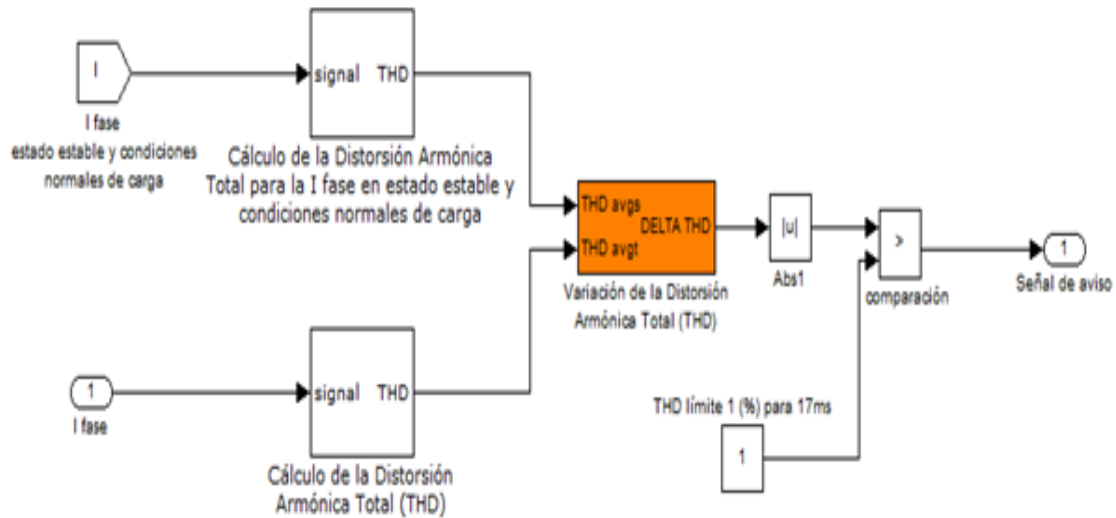 I
I fase
estado estable y condiciones
normales de carga
signal THD
Cálculo de la Distorsión Armónica
Total para la I fase en estado estable y
condiciones normales de carga
THD avgs
DELTA THD
THD avgt
Variación de la Distorsión
Armónica Total (THD)
|u|
Abs1
>
comparación
1
Señal de aviso
1
I fase
signal THD
Cálculo de la Distorsión
Armónica Total (THD)
THD límite 1 (%) para 17ms
1